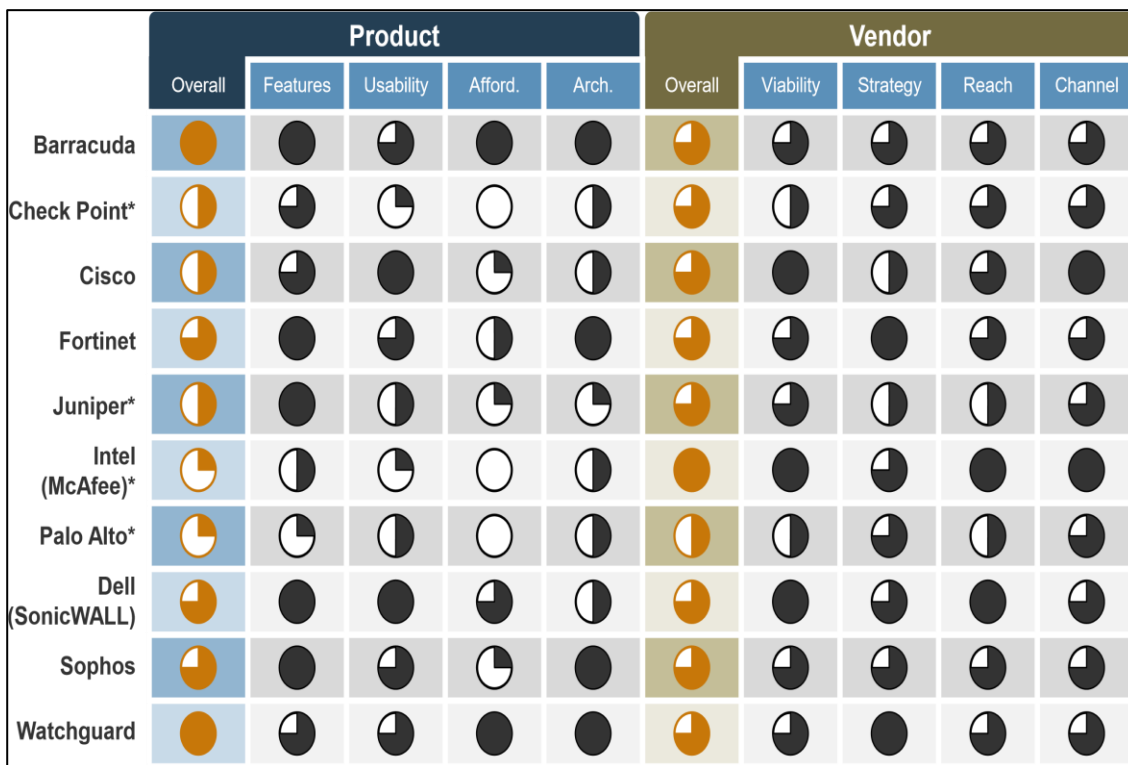 Product Vendor
Overall Features Usability Afford. Arch. Overall Viability Strategy Reach Channel
Barracuda
Check Point*
Cisco
Fortinet
Juniper*
Intel
(McAfee)*
Palo Alto*
Dell
(SonicWALL)
Sophos
Watchguard